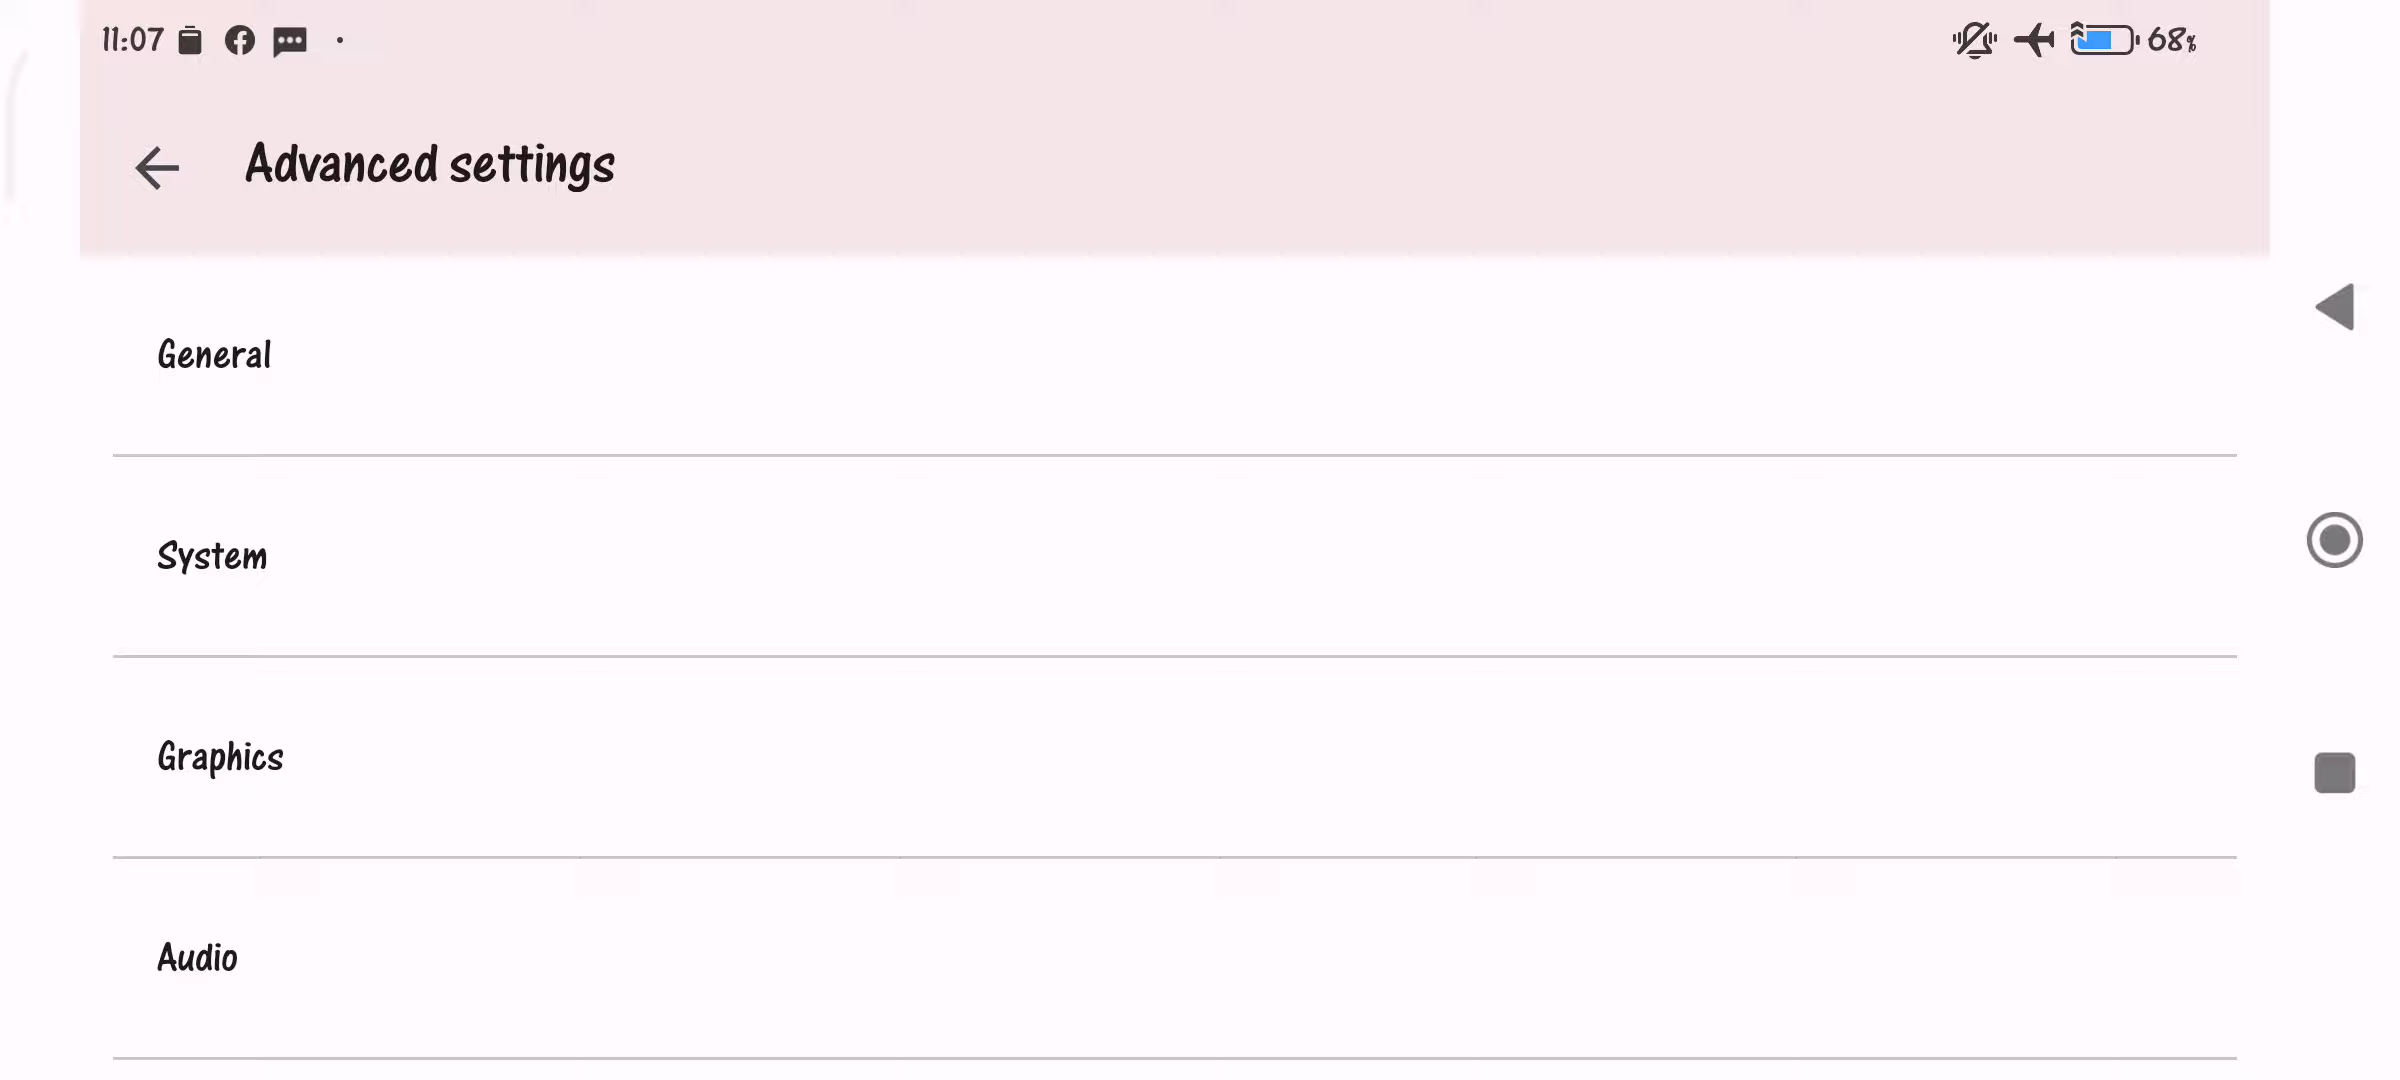 11:07 68%
Advanced settings
General
System
Graphics
Audio